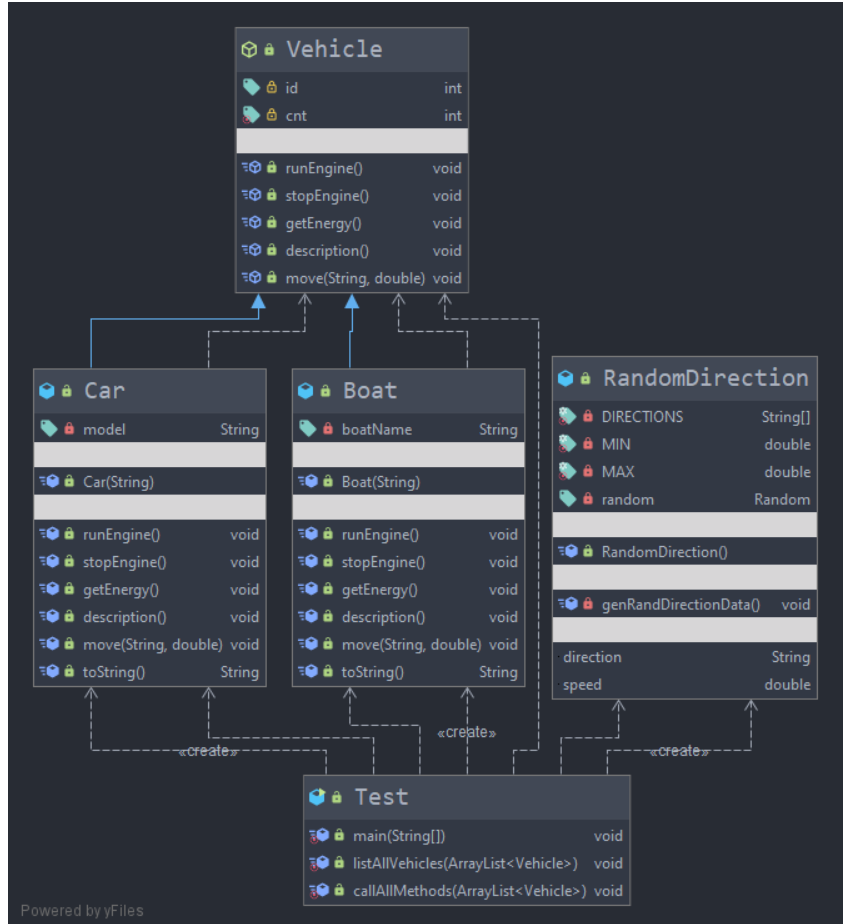 Vehicle
id int
cnt int
runEngine() void
stopEngine() void
getEnergy() void
description() void
move(String, double) void
Car
model String
Car(String)
runEngine() void
stopEngine() void
getEnergy() void
description() void
move(String, double) void
toString() String
Boat
boatName String
Boat(String)
runEngine() void
stopEngine() void
getEnergy() void
description() void
move(String, double) void
toString() String
RandomDirection
DIRECTIONS String[]
MIN double
MAX double
random Random
RandomDirection()
genRandDirectionData() void
direction String
speed double
«create»
«create»
«create»
Test
main(String[]) void
listAllVehicles(ArrayList<Vehicle>) void
callAllMethods(ArrayList<Vehicle>) void
Powered by yFiles